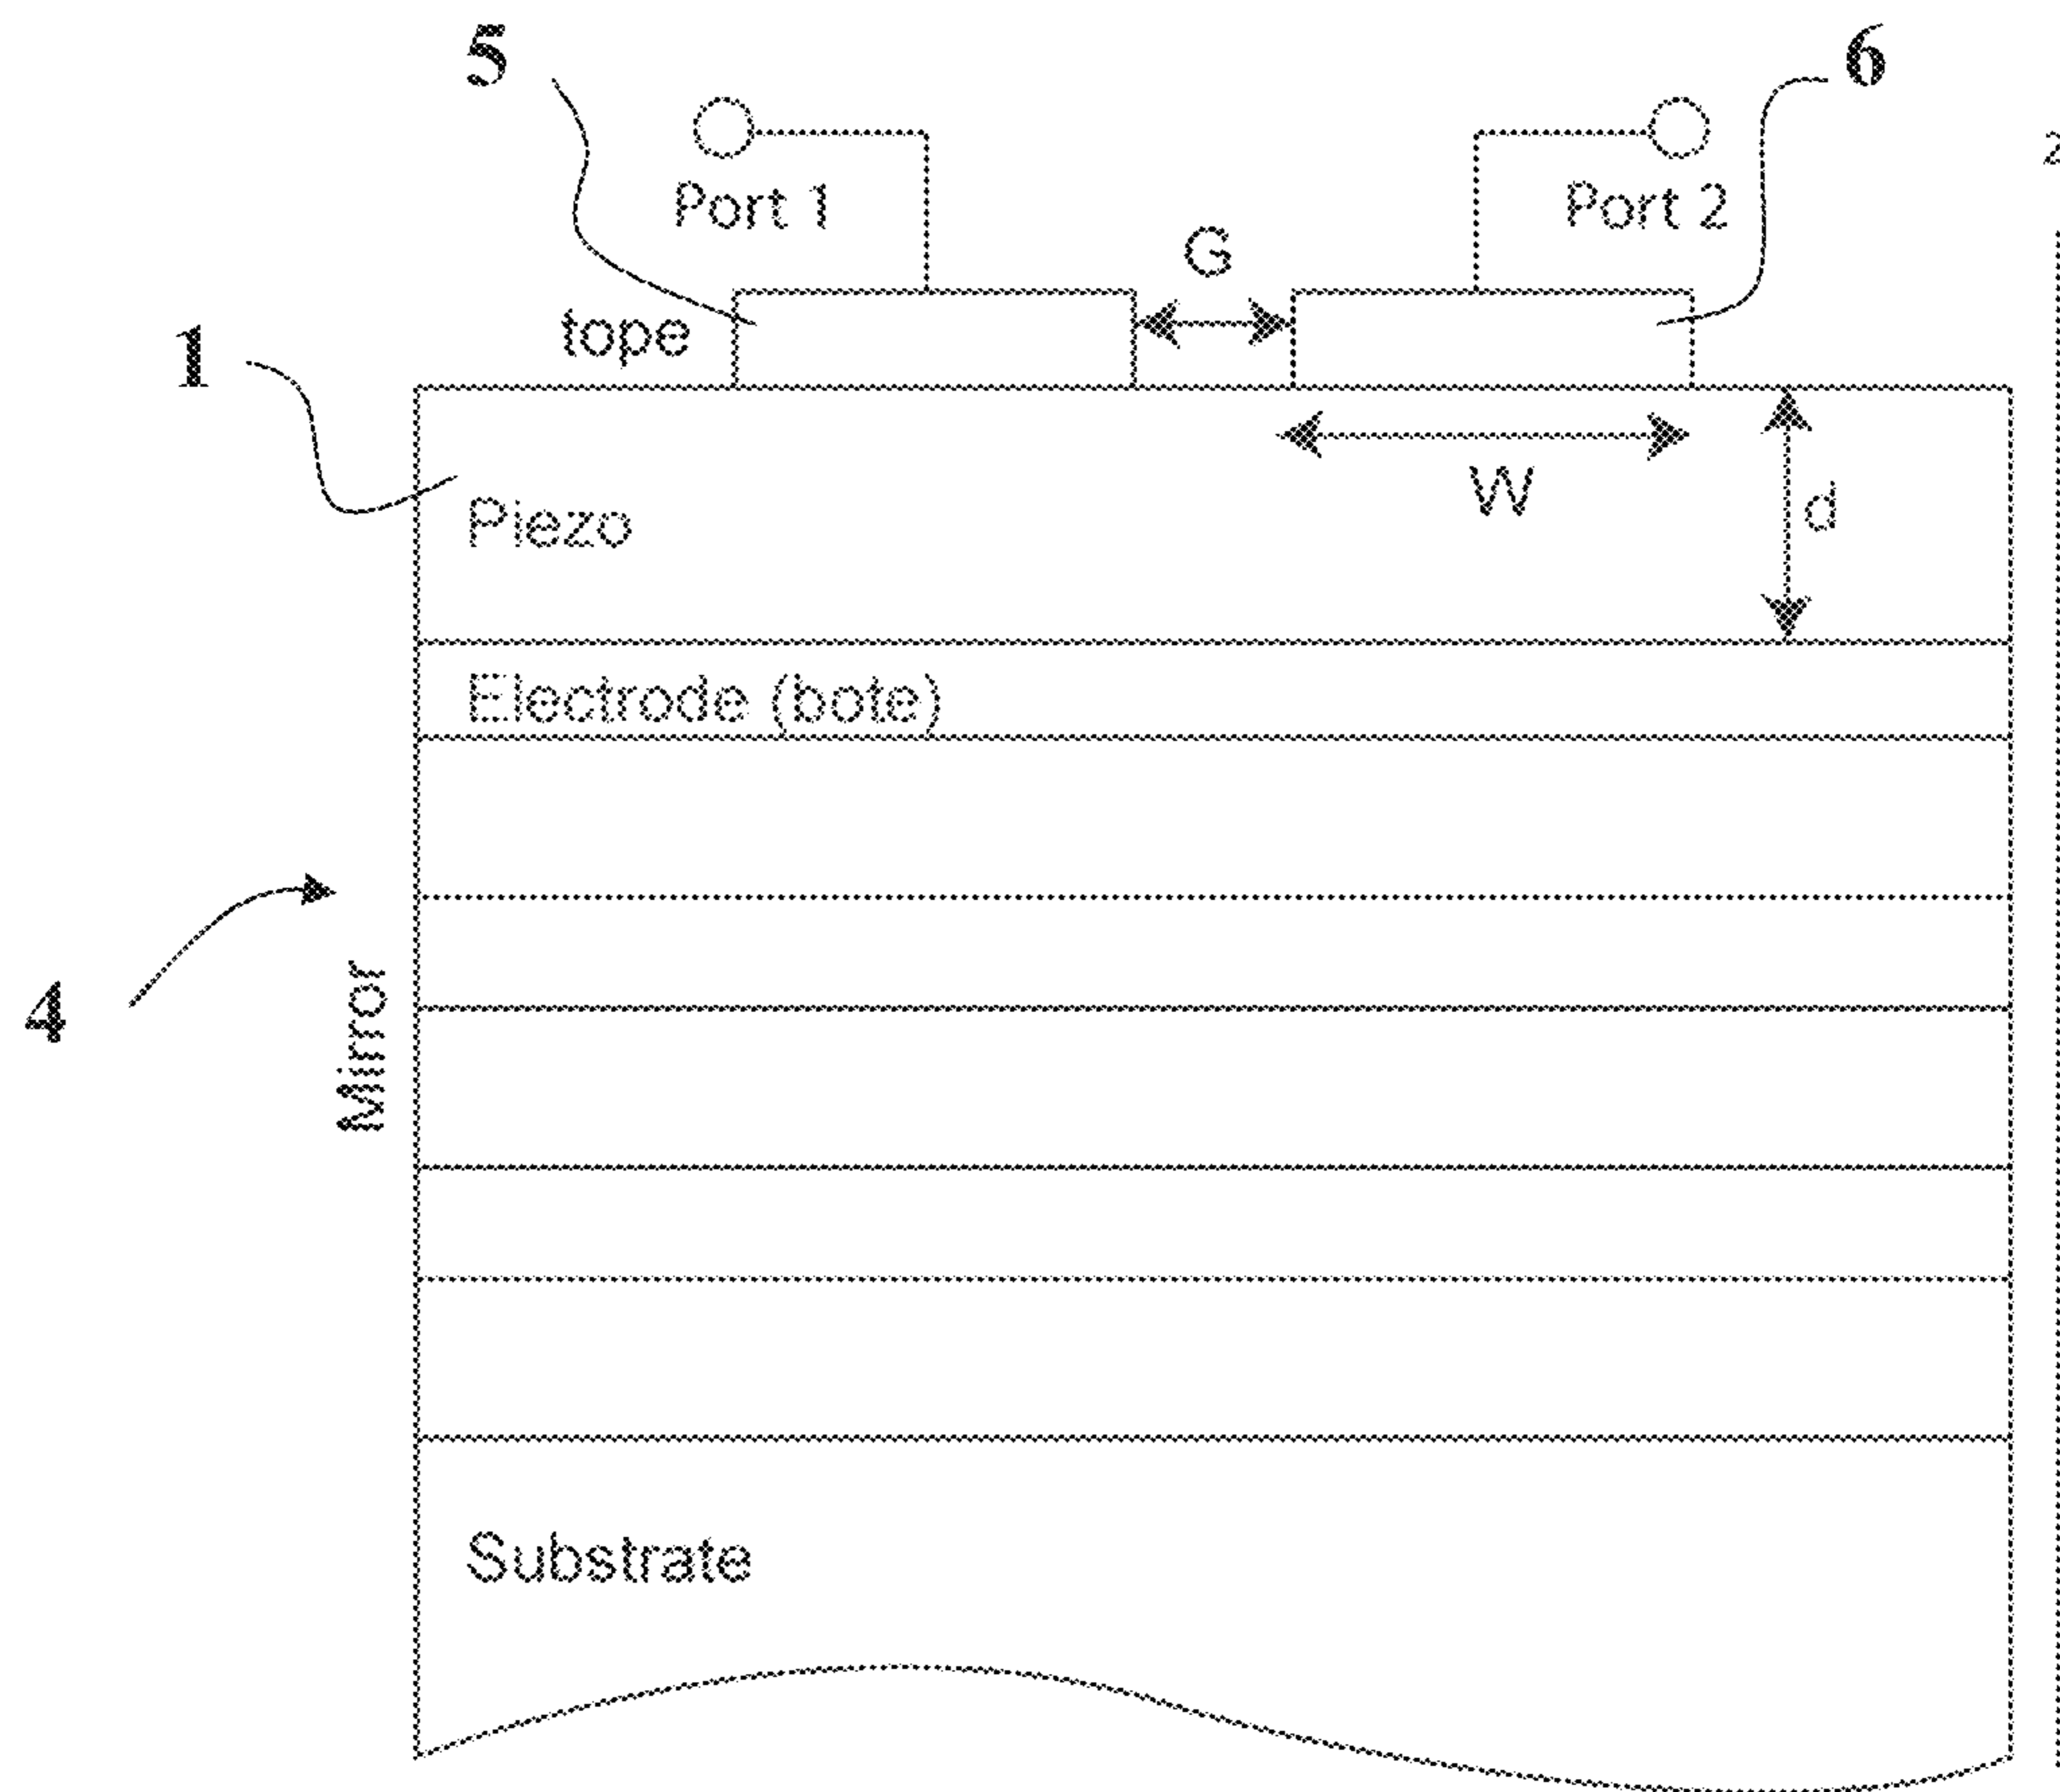 5
6
Port 1
Port 2
G
tope
1
W
d
Piezo
Electrode (bote)
4
Mirror
Substrate